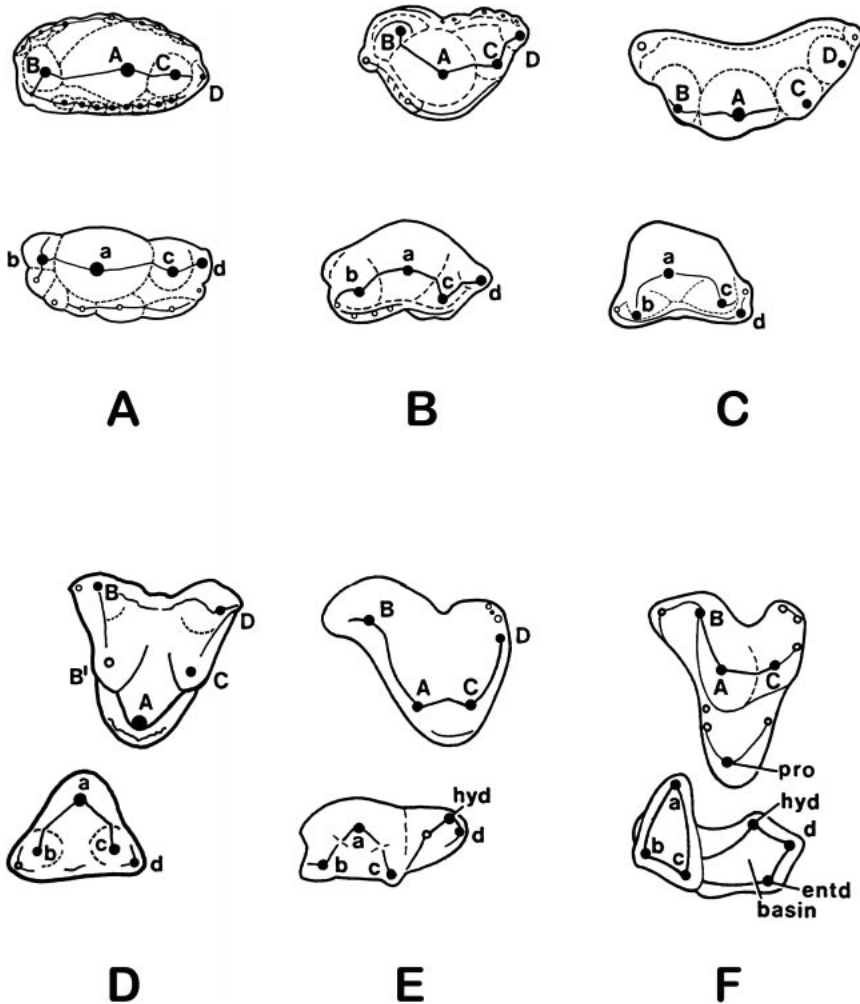 B A C D
B A C D
B A C D
b a c d
b a c d
b a c d
A B C
B D
B' C
A
B D
A C
B
A C
pro
a
b c d
hyd
a d
b c
hyd
a d
b c
entd
basin
D E F